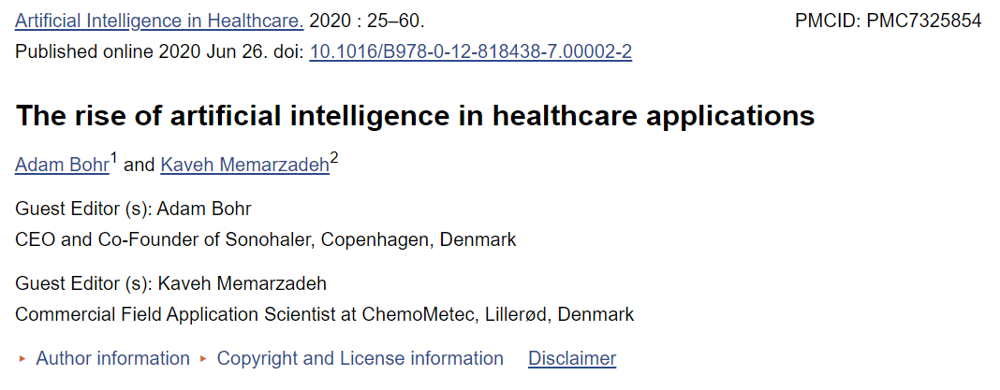 Artificial Intelligence in Healthcare. 2020 : 25–60. PMCID: PMC7325854
Published online 2020 Jun 26. doi: 10.1016/B978-0-12-818438-7.00002-2
The rise of artificial intelligence in healthcare applications
Adam Bohr1 and Kaveh Memarzadeh2
Guest Editor (s): Adam Bohr
CEO and Co-Founder of Sonohaler, Copenhagen, Denmark
Guest Editor (s): Kaveh Memarzadeh
Commercial Field Application Scientist at ChemoMetec, Lillerød, Denmark
Author information Copyright and License information Disclaimer